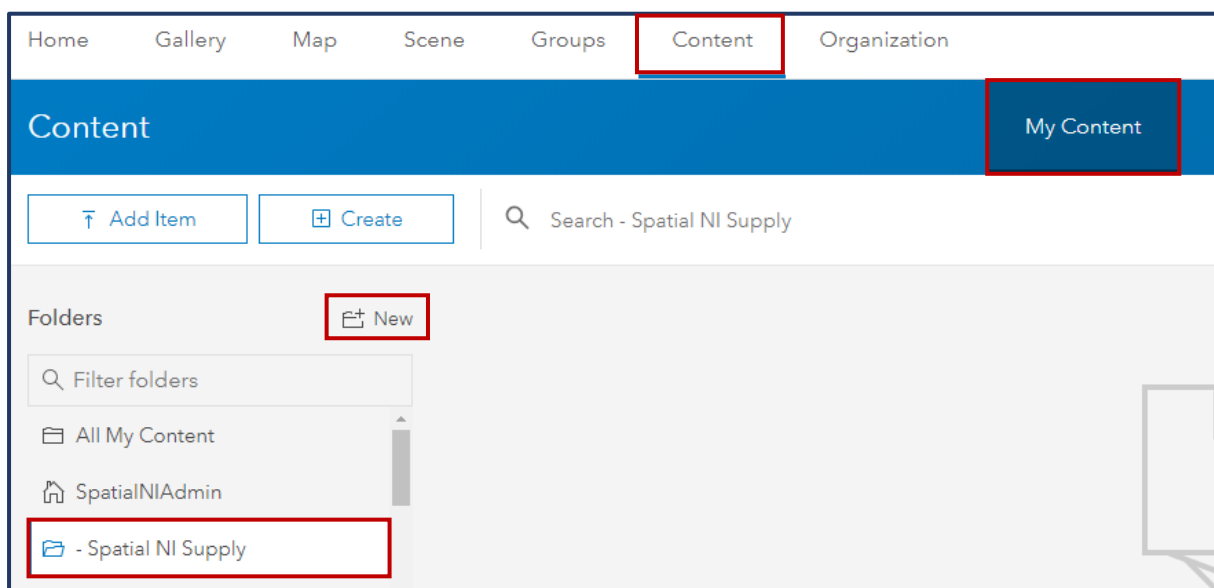 Home Gallery Map Scene Groups Content Organization
Content My Content
Add Item Create Search - Spatial NI Supply
Folders New
Filter folders
All My Content
SpatialNIAdmin
- Spatial NI Supply